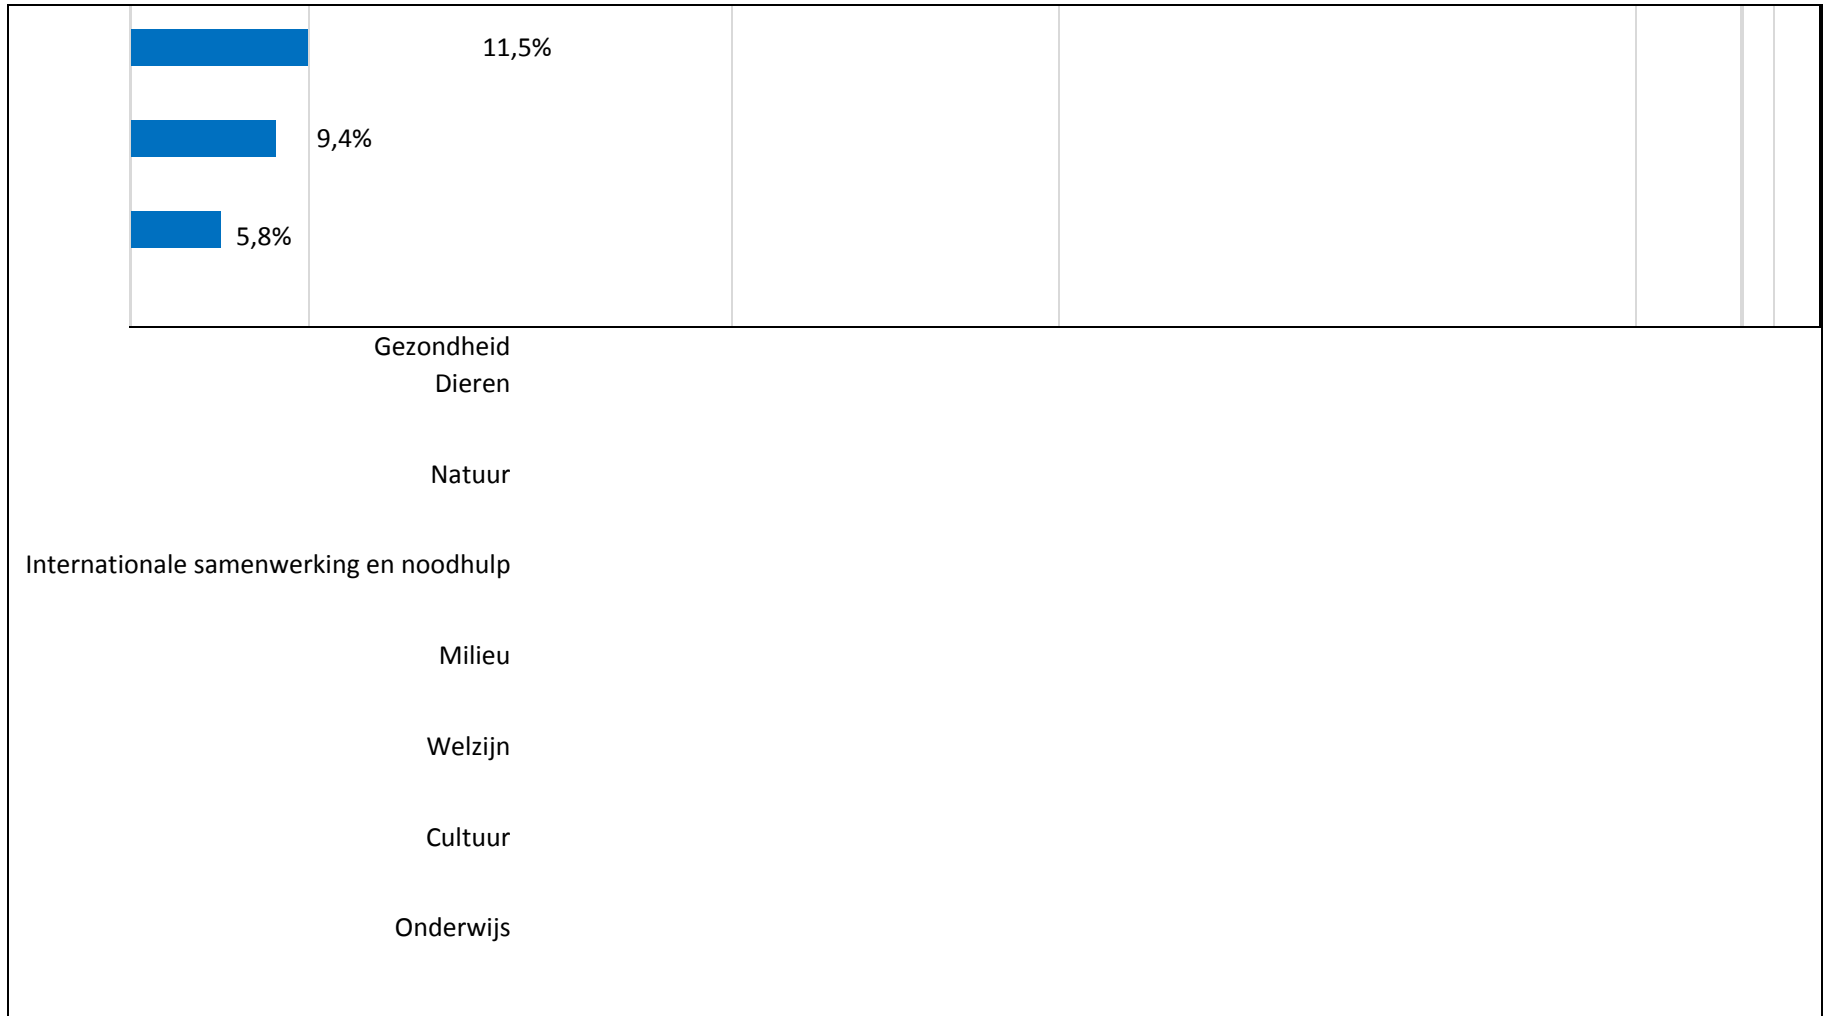 11,5%
9,4%
5,8%
Gezondheid
Dieren
Natuur
Internationale samenwerking en noodhulp
Milieu
Welzijn
Cultuur
Onderwijs